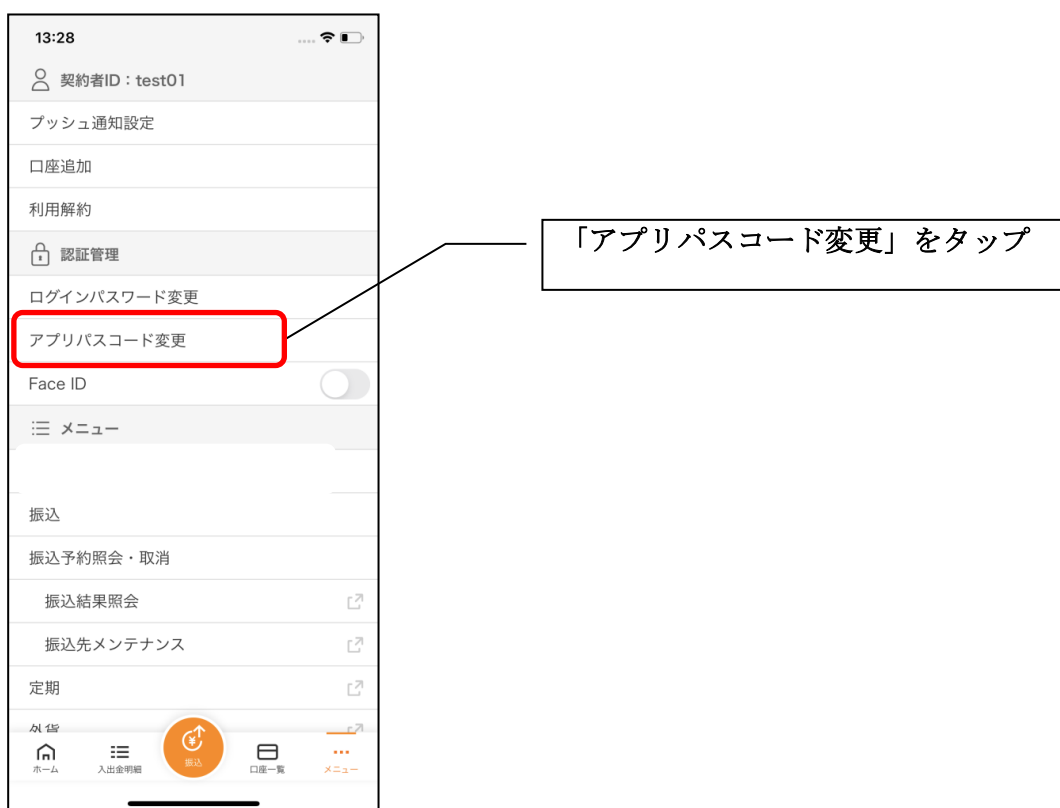 13:28
契約者ID：test01
プッシュ通知設定
口座追加
利用解約
認証管理
ログインパスワード変更
アプリパスコード変更
「アプリパスコード変更」をタップ
Face ID
メニュー
振込
振込予約照会・取消
振込結果照会
振込先メンテナンス
定期
外貨
ホーム
入出金明細
振込
口座一覧
メニュー